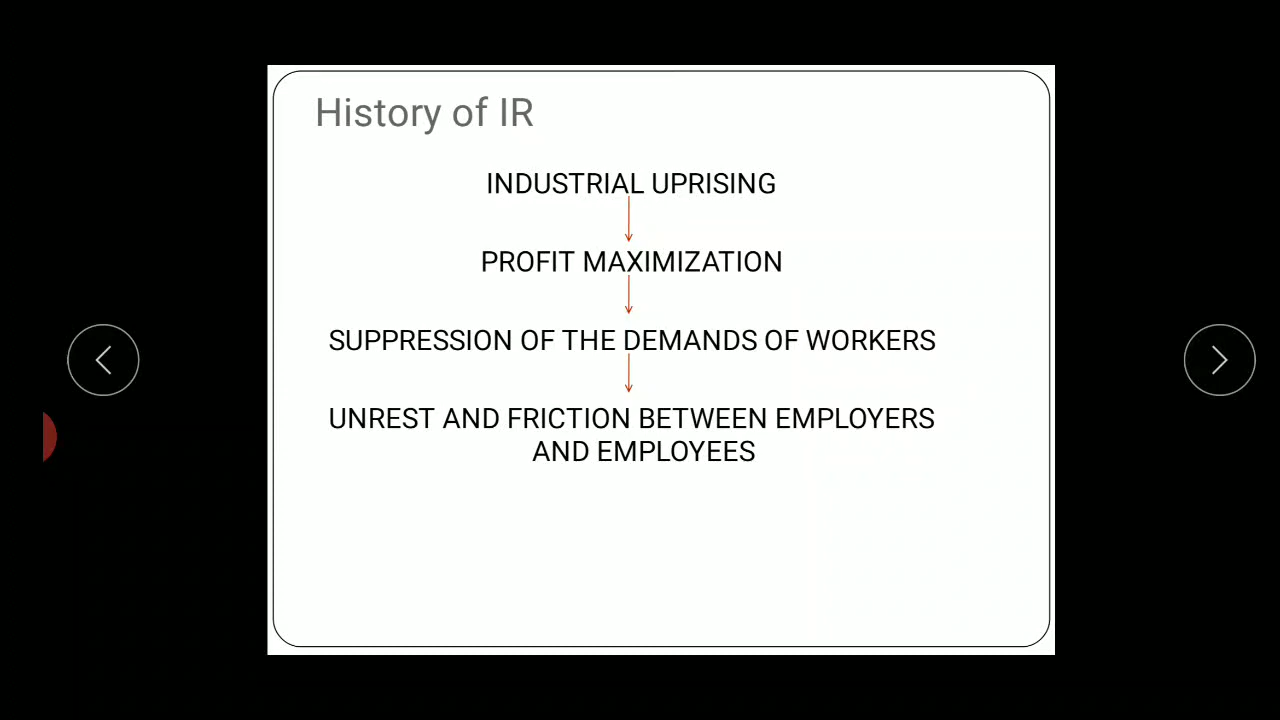 History of IR
INDUSTRIAL UPRISING
PROFIT MAXIMIZATION
SUPPRESSION OF THE DEMANDS OF WORKERS
UNREST AND FRICTION BETWEEN EMPLOYERS
AND EMPLOYEES